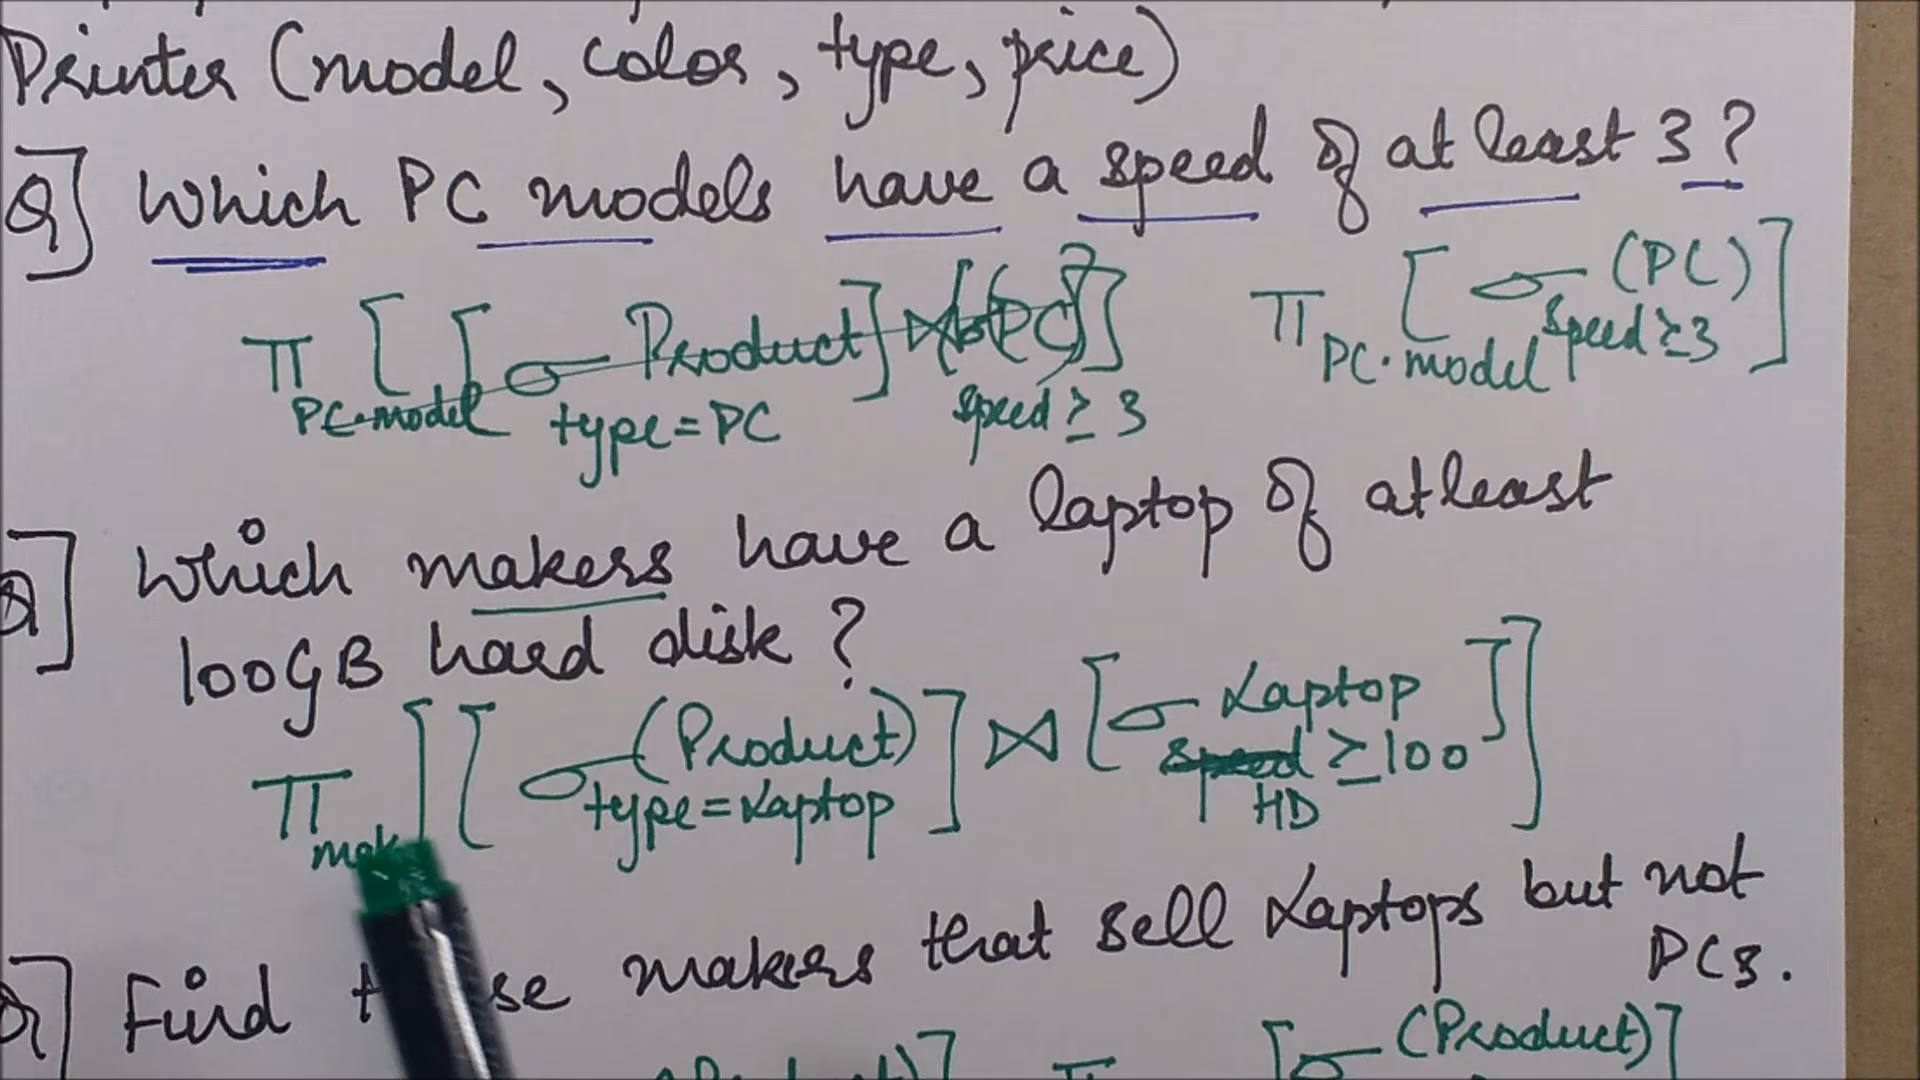 Printer (model, color, type, price)
Q] Which PC models have a speed of at least 3?
π PC.model [ [ σ type=PC Product ] ⋈ [σ(PC) speed ≥ 3 ] ]
π PC.model [ σ speed ≥ 3 (PC) ]
Q] Which makers have a laptop of atleast
100GB hard disk?
π [ [ σ type=Laptop (Product) ] ⋈ [ σ HD ≥ 100 Laptop ] ]
Q] Find makers that sell Laptops but not
PCs.
π [ σ (Product) ]